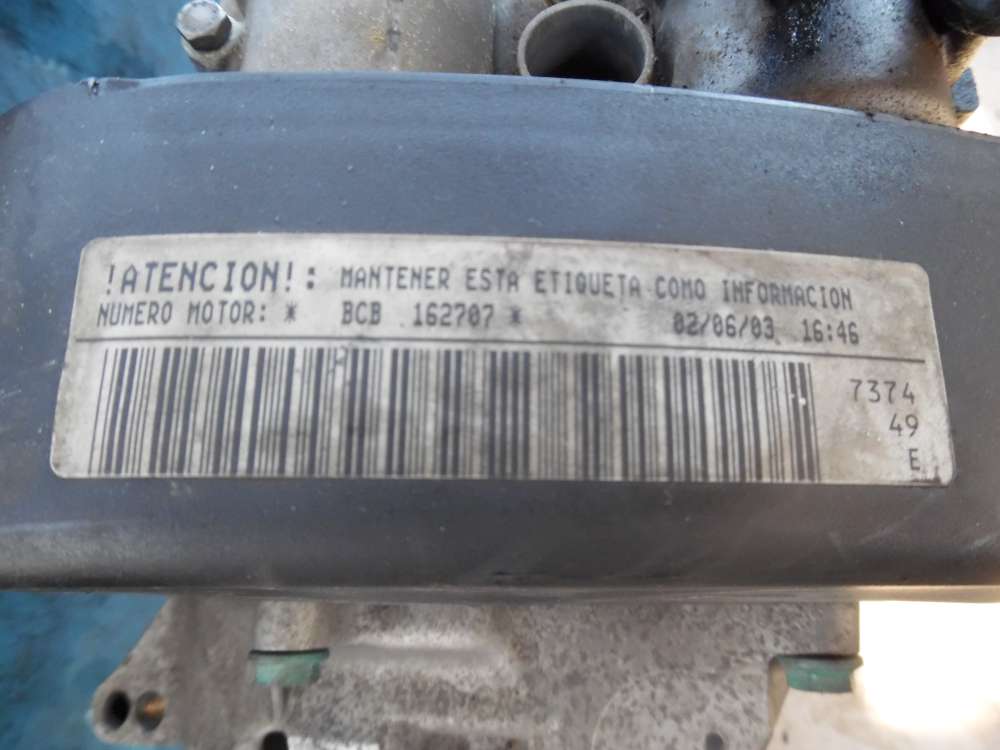 !ATENCION!: MANTENER ESTA ETIQUETA COMO INFORMACION
NUMERO MOTOR: * BCB 162707 * 02/06/03 16:46
7374
49
E